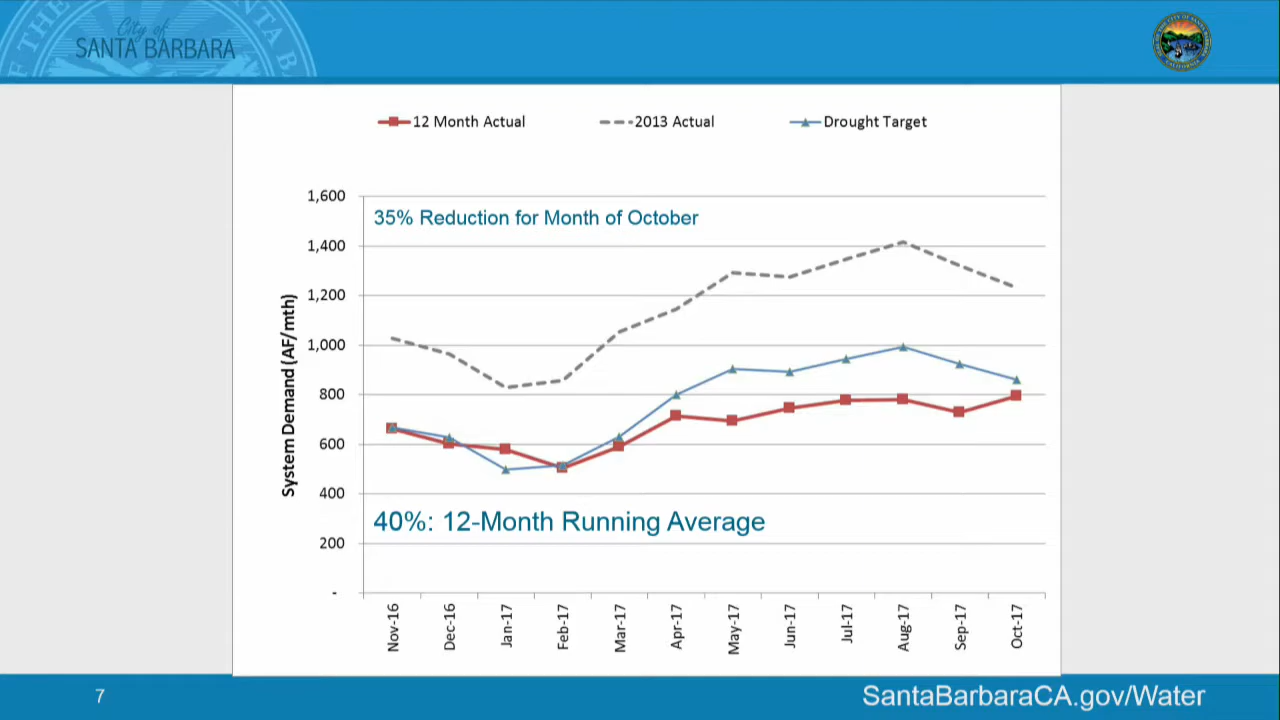 City of
SANTA BARBARA
12 Month Actual
2013 Actual
Drought Target
1,600
1,400
1,200
1,000
800
600
400
200
-
System Demand (AF/mth)
35% Reduction for Month of October
40%: 12-Month Running Average
Nov-16
Dec-16
Jan-17
Feb-17
Mar-17
Apr-17
May-17
Jun-17
Jul-17
Aug-17
Sep-17
Oct-17
7
SantaBarbaraCA.gov/Water